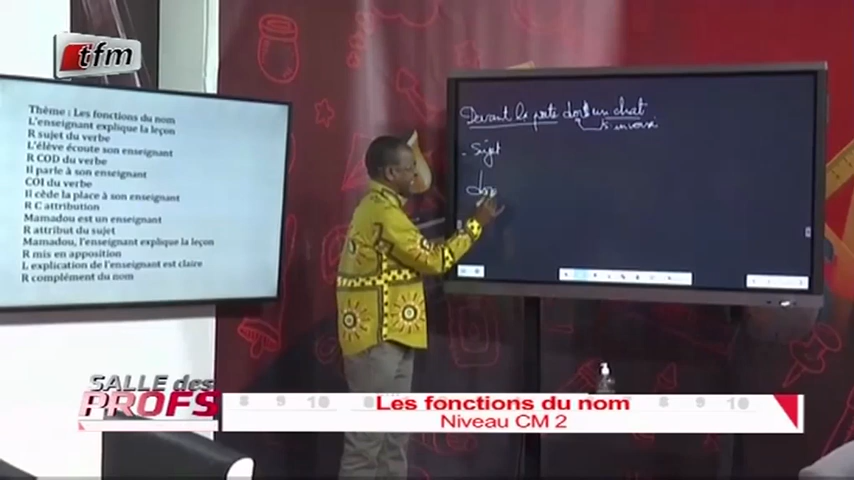 tfm
Thème : Les fonctions du nom
L'enseignant explique la leçon
R sujet du verbe
L'élève écoute son enseignant
R COD du verbe
Il parle à son enseignant
COI du verbe
Il cède la place à son enseignant
R C attribution
Mamadou est un enseignant
R attribut du sujet
Mamadou, l'enseignant explique la leçon
R mis en apposition
L explication de l'enseignant est claire
R complément du nom
Devant la porte dort un chat
inversé
- Sujet
SALLE des
PROFS
Les fonctions du nom
Niveau CM 2